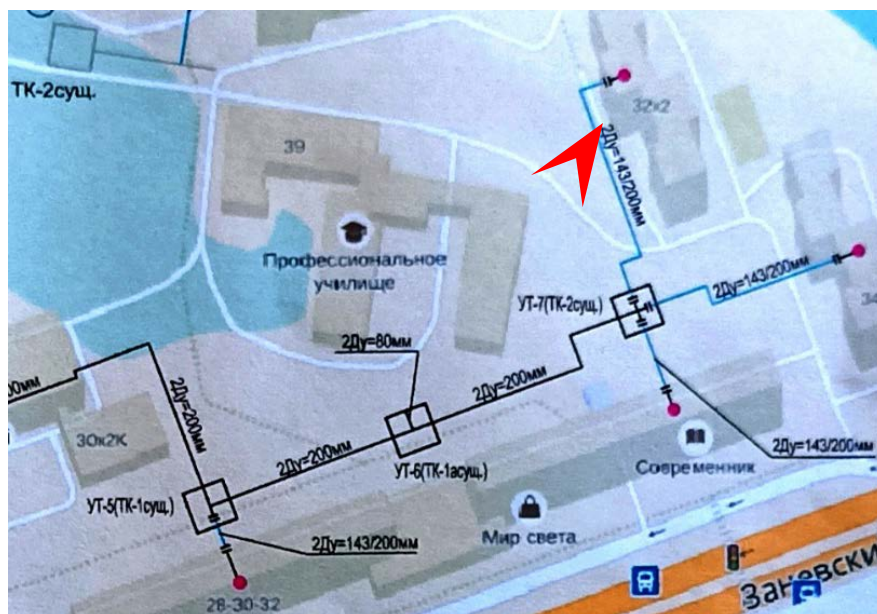 ТК-2сущ.
39
32к2
2Ду=143/200мм
Профессиональное
училище
2Ду=143/200мм
УТ-7(ТК-2сущ.)
34
2Ду=80мм
2Ду=200мм
2Ду=200мм
00мм
30к2К
2Ду=200мм
УТ-6(ТК-1асущ.)
2Ду=143/200мм
Современник
УТ-5(ТК-1сущ.)
Мир света
2Ду=143/200мм
28-30-32
Заневски